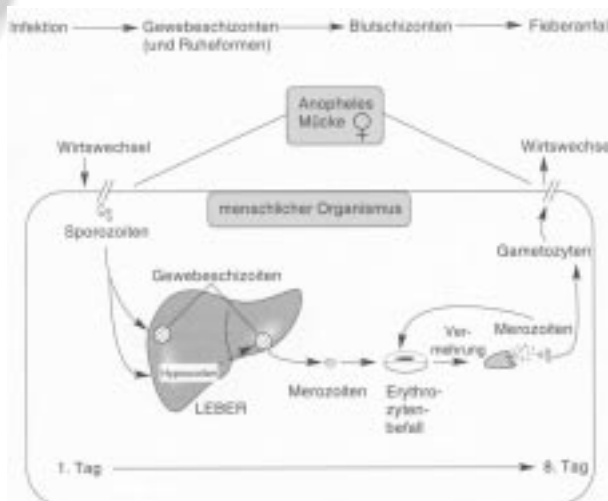 Infektion
Gewebeschizonten
(und Ruheformen)
Blutschizonten
Fieberanfall
Anopheles
Mücke ♀
Wirtswechsel
Wirtswechsel
menschlicher Organismus
Sporozoiten
Gametozyten
Gewebeschizoiten
Ver-
mehrung
Merozoiten
Hypnozoiten
LEBER
Merozoiten
Erythro-
zyten-
befall
1. Tag
8. Tag